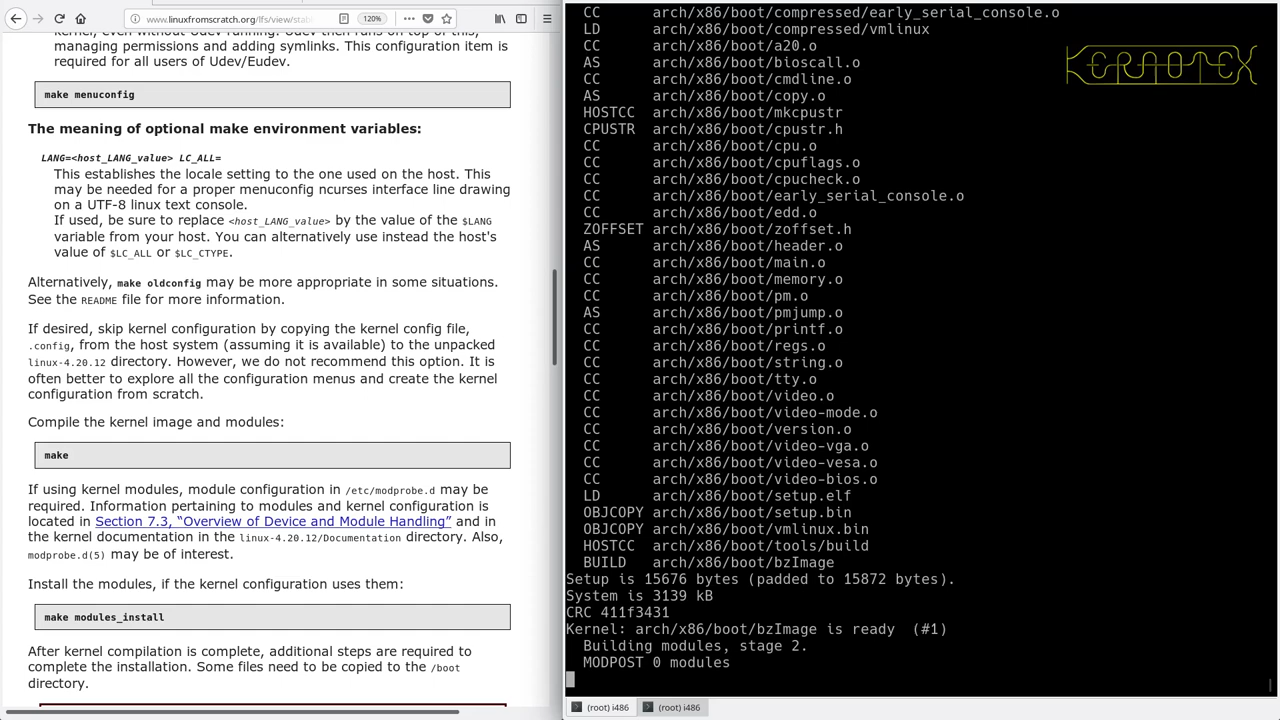 www.linuxfromscratch.org/lfs/view/stabl
120%
kernel, even without Udev running. Udev then runs on top of this,
managing permissions and adding symlinks. This configuration item is
required for all users of Udev/Eudev.
make menuconfig
The meaning of optional make environment variables:
LANG=<host_LANG_value> LC_ALL=
This establishes the locale setting to the one used on the host. This
may be needed for a proper menuconfig ncurses interface line drawing
on a UTF-8 linux text console.
If used, be sure to replace <host_LANG_value> by the value of the $LANG
variable from your host. You can alternatively use instead the host's
value of $LC_ALL or $LC_CTYPE.
Alternatively, make oldconfig may be more appropriate in some situations.
See the README file for more information.
If desired, skip kernel configuration by copying the kernel config file,
.config, from the host system (assuming it is available) to the unpacked
linux-4.20.12 directory. However, we do not recommend this option. It is
often better to explore all the configuration menus and create the kernel
configuration from scratch.
Compile the kernel image and modules:
make
If using kernel modules, module configuration in /etc/modprobe.d may be
required. Information pertaining to modules and kernel configuration is
located in Section 7.3, “Overview of Device and Module Handling” and in
the kernel documentation in the linux-4.20.12/Documentation directory. Also,
modprobe.d(5) may be of interest.
Install the modules, if the kernel configuration uses them:
make modules_install
After kernel compilation is complete, additional steps are required to
complete the installation. Some files need to be copied to the /boot
directory.
CC arch/x86/boot/compressed/early_serial_console.o
LD arch/x86/boot/compressed/vmlinux
CC arch/x86/boot/a20.o
AS arch/x86/boot/bioscall.o
CC arch/x86/boot/cmdline.o
AS arch/x86/boot/copy.o
HOSTCC arch/x86/boot/mkcpustr
CPUSTR arch/x86/boot/cpustr.h
CC arch/x86/boot/cpu.o
CC arch/x86/boot/cpuflags.o
CC arch/x86/boot/cpucheck.o
CC arch/x86/boot/early_serial_console.o
CC arch/x86/boot/edd.o
ZOFFSET arch/x86/boot/zoffset.h
AS arch/x86/boot/header.o
CC arch/x86/boot/main.o
CC arch/x86/boot/memory.o
CC arch/x86/boot/pm.o
AS arch/x86/boot/pmjump.o
CC arch/x86/boot/printf.o
CC arch/x86/boot/regs.o
CC arch/x86/boot/string.o
CC arch/x86/boot/tty.o
CC arch/x86/boot/video.o
CC arch/x86/boot/video-mode.o
CC arch/x86/boot/version.o
CC arch/x86/boot/video-vga.o
CC arch/x86/boot/video-vesa.o
CC arch/x86/boot/video-bios.o
LD arch/x86/boot/setup.elf
OBJCOPY arch/x86/boot/setup.bin
OBJCOPY arch/x86/boot/vmlinux.bin
HOSTCC arch/x86/boot/tools/build
BUILD arch/x86/boot/bzImage
Setup is 15676 bytes (padded to 15872 bytes).
System is 3139 kB
CRC 411f3431
Kernel: arch/x86/boot/bzImage is ready (#1)
Building modules, stage 2.
MODPOST 0 modules
(root) i486
(root) i486